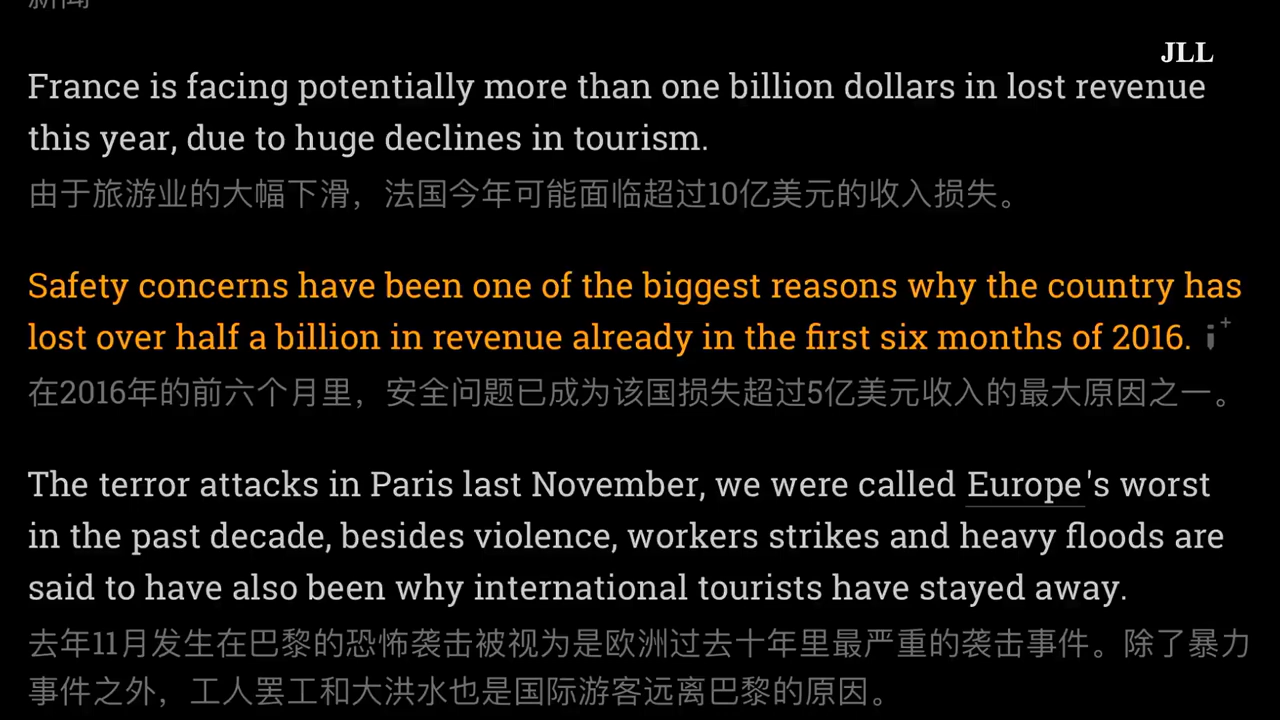 新闻
JLL
France is facing potentially more than one billion dollars in lost revenue
this year, due to huge declines in tourism.
由于旅游业的大幅下滑，法国今年可能面临超过10亿美元的收入损失。
Safety concerns have been one of the biggest reasons why the country has
lost over half a billion in revenue already in the first six months of 2016.
在2016年的前六个月里，安全问题已成为该国损失超过5亿美元收入的最大原因之一。
The terror attacks in Paris last November, we were called Europe's worst
in the past decade, besides violence, workers strikes and heavy floods are
said to have also been why international tourists have stayed away.
去年11月发生在巴黎的恐怖袭击被视为是欧洲过去十年里最严重的袭击事件。除了暴力
事件之外，工人罢工和大洪水也是国际游客远离巴黎的原因。